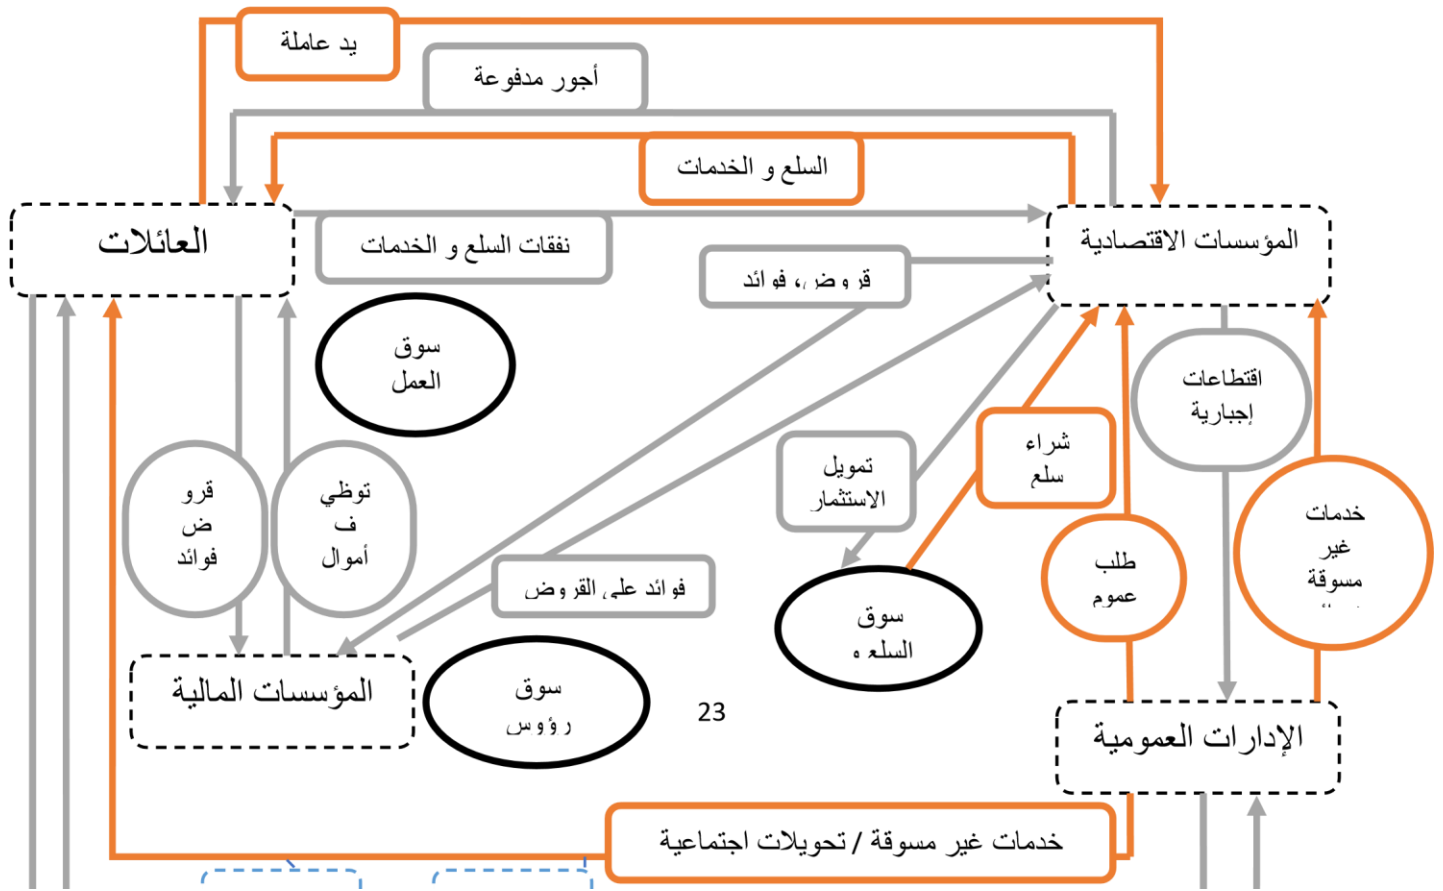 يد عاملة
أجور مدفوعة
السلع و الخدمات
العائلات
المؤسسات الاقتصادية
نفقات السلع و الخدمات
قروض، فوائد
سوق
العمل
اقتطاعات
إجبارية
شراء
سلع
تمويل
الاستثمار
قرو
ض
فوائد
توظي
ف
أموال
خدمات
غير
مسوقة
طلب
عموم
فوائد على القروض
سوق
السلع و
المؤسسات المالية
سوق
رؤوس
23
الإدارات العمومية
خدمات غير مسوقة / تحويلات اجتماعية